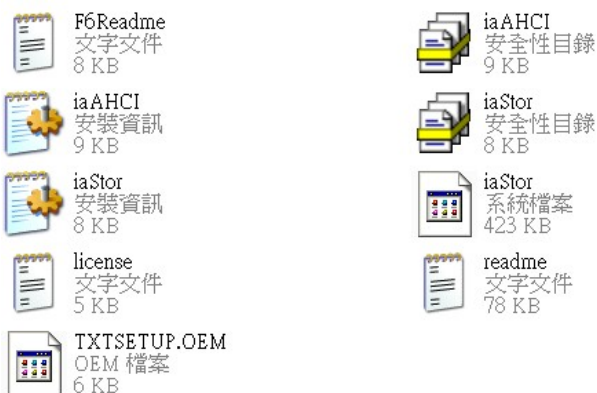 F6Readme
文字文件
8 KB
iaAHCI
安全性目錄
9 KB
iaAHCI
安裝資訊
9 KB
iaStor
安全性目錄
8 KB
iaStor
安裝資訊
8 KB
iaStor
系統檔案
423 KB
license
文字文件
5 KB
readme
文字文件
78 KB
TXTSETUP.OEM
OEM 檔案
6 KB